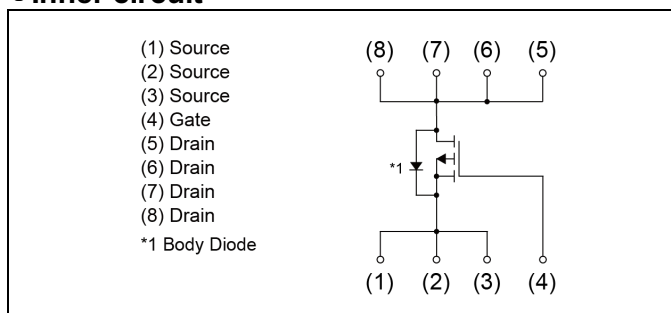 Inner circuit
(1) Source
(2) Source
(3) Source
(4) Gate
(5) Drain
(6) Drain
(7) Drain
(8) Drain
*1 Body Diode
(8) (7) (6) (5)
*1
(1) (2) (3) (4)